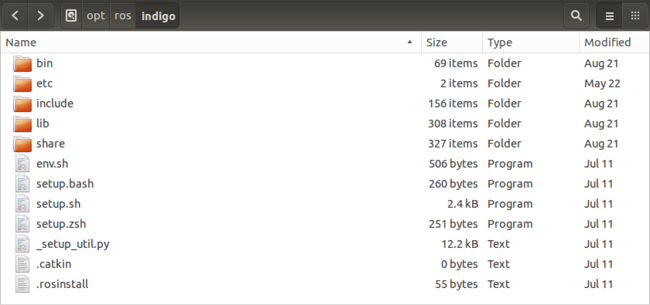 opt ros indigo
Name Size Type Modified
bin 69 items Folder Aug 21
etc 2 items Folder May 22
include 156 items Folder Aug 21
lib 308 items Folder Aug 21
share 327 items Folder Aug 21
env.sh 506 bytes Program Jul 11
setup.bash 260 bytes Program Jul 11
setup.sh 2.4 kB Program Jul 11
setup.zsh 251 bytes Program Jul 11
_setup_util.py 12.2 kB Text Jul 11
.catkin 0 bytes Text Jul 11
.rosinstall 55 bytes Text Jul 11